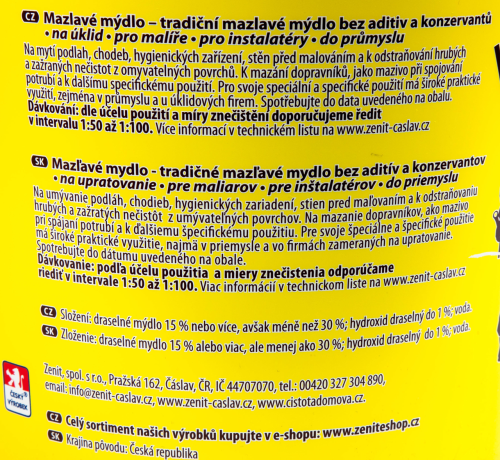 CZ Mazlavé mýdlo – tradiční mazlavé mýdlo bez aditiv a konzervantů
• na úklid • pro malíře • pro instalatéry • do průmyslu
Na mytí podlah, chodeb, hygienických zařízení, stěn před malováním a k odstraňování hrubých
a zažraných nečistot z omyvatelných povrchů. K mazání dopravníků, jako mazivo při spojování
potrubí a k dalšímu specifickému použití. Pro svoje speciální a specifické použití má široké praktické
využití, zejména v průmyslu a u úklidových firem. Spotřebujte do data uvedeného na obalu.
Dávkování: dle účelu použití a míry znečištění doporučujeme ředit
v intervalu 1:50 až 1:100. Více informací v technickém listu na www.zenit-caslav.cz
SK Mazľavé mydlo - tradičné mazľavé mydlo bez aditív a konzervantov
• na upratovanie • pre maliarov • pre inštalatérov • do priemyslu
Na umývanie podláh, chodieb, hygienických zariadení, stien pred maľovaním a k odstraňovaniu
hrubých a zažratých nečistôt z umývateľných povrchov. Na mazanie dopravníkov, ako mazivo
pri spájaní potrubí a k ďalšiemu špecifickému použitiu. Pre svoje špeciálne a špecifické použitie
má široké praktické využitie, najmä v priemysle a vo firmách zameraných na upratovanie.
Spotrebujte do dátumu uvedeného na obale.
Dávkovanie: podľa účelu použitia a miery znečistenia odporúčame
riediť v intervale 1:50 až 1:100. Viac informácií v technickom liste na www.zenit-caslav.cz
CZ Složení: draselné mýdlo 15 % nebo více, avšak méně než 30 %; hydroxid draselný do 1 %; voda.
SK Zloženie: draselné mydlo 15 % alebo viac, ale menej ako 30 %; hydroxid draselný do 1 %; voda.
Zenit, spol. s r.o., Pražská 162, Čáslav, ČR, IČ 44707070, tel.: 00420 327 304 890,
email: info@zenit-caslav.cz, www.zenit-caslav.cz, www.cistotadomova.cz.
ČESKÝ
VÝROBEK
CZ Celý sortiment našich výrobků kupujte v e-shopu: www.zeniteshop.cz
SK Krajina pôvodu: Česká republika